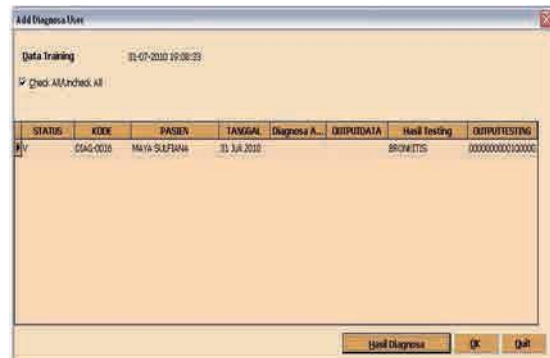 Add Diagnosa User
Data Training 31-07-2010 19:08:33
Check All/Uncheck All
STATUS KODE PASIEN TANGGAL Diagnosa A... OUTPUTDATA Hasil Testing OUTPUTTESTING
V DIAG-0016 MAYA SULFIANA 31 Juli 2010 BRONKITIS
Hasil Diagnosa OK Quit